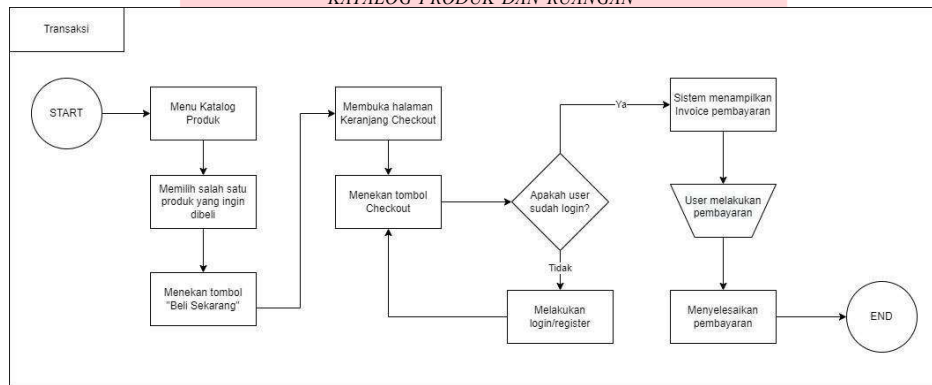 KATALOG PRODUK DAN RUANGAN
Transaksi
START
Menu Katalog
Produk
Memilih salah satu
produk yang ingin
dibeli
Menekan tombol
"Beli Sekarang"
Membuka halaman
Keranjang Checkout
Menekan tombol
Checkout
Apakah user
sudah login?
Ya
Tidak
Melakukan
login/register
Sistem menampilkan
Invoice pembayaran
User melakukan
pembayaran
Menyelesaikan
pembayaran
END